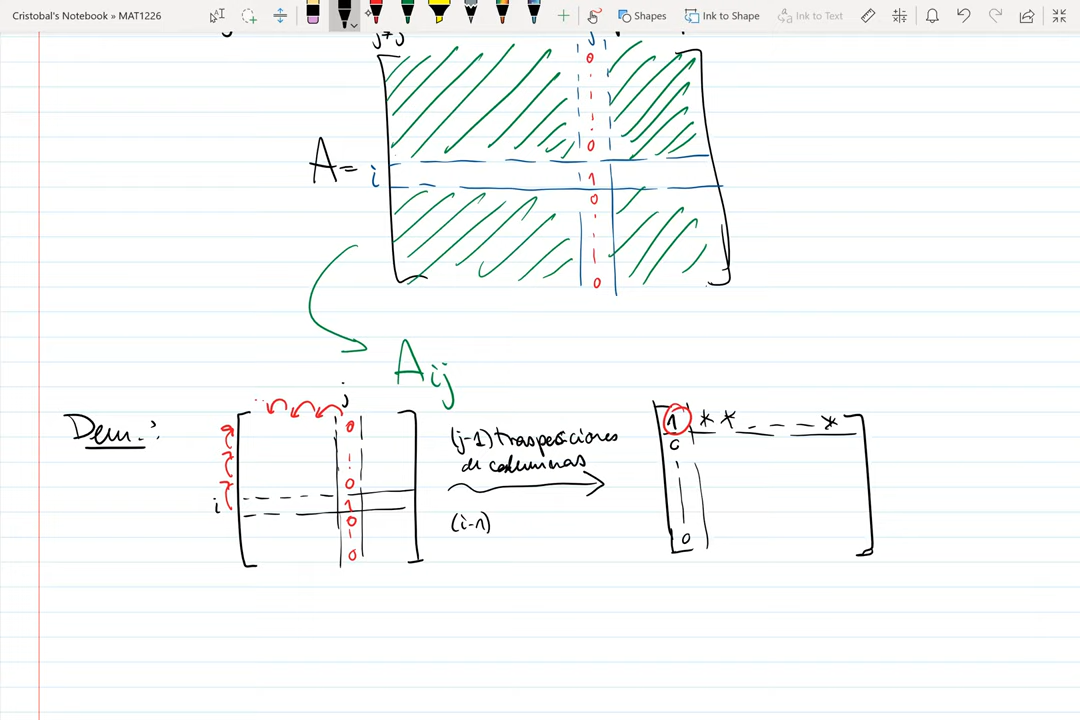 Cristobal's Notebook » MAT1226
Shapes
Ink to Shape
Ink to Text
j
0
0
A = i
1
0
0
A ij
Dem.:
j
0
0
i
1
0
0
(j-1) trasposiciones
de columnas
(i-1)
1 * * - - - *
0
0